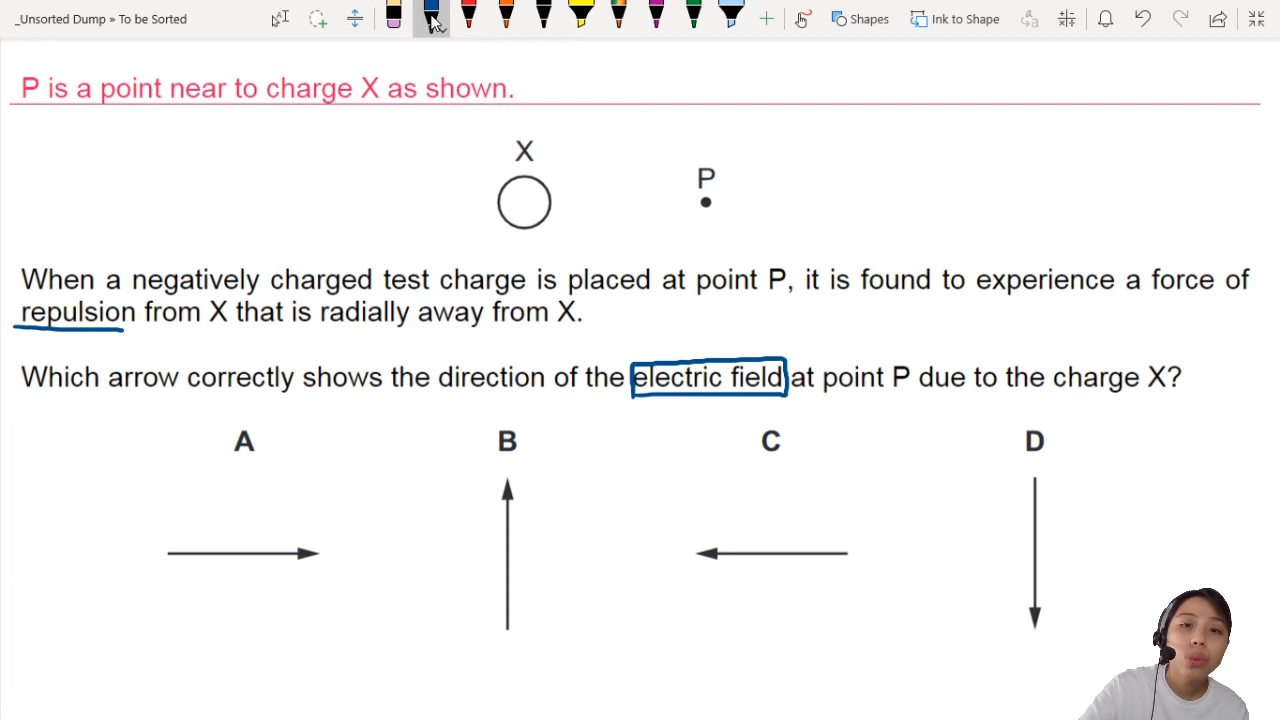 _Unsorted Dump » To be Sorted
Shapes
Ink to Shape
P is a point near to charge X as shown.
X
P
When a negatively charged test charge is placed at point P, it is found to experience a force of
repulsion from X that is radially away from X.
Which arrow correctly shows the direction of the electric field at point P due to the charge X?
A B C D